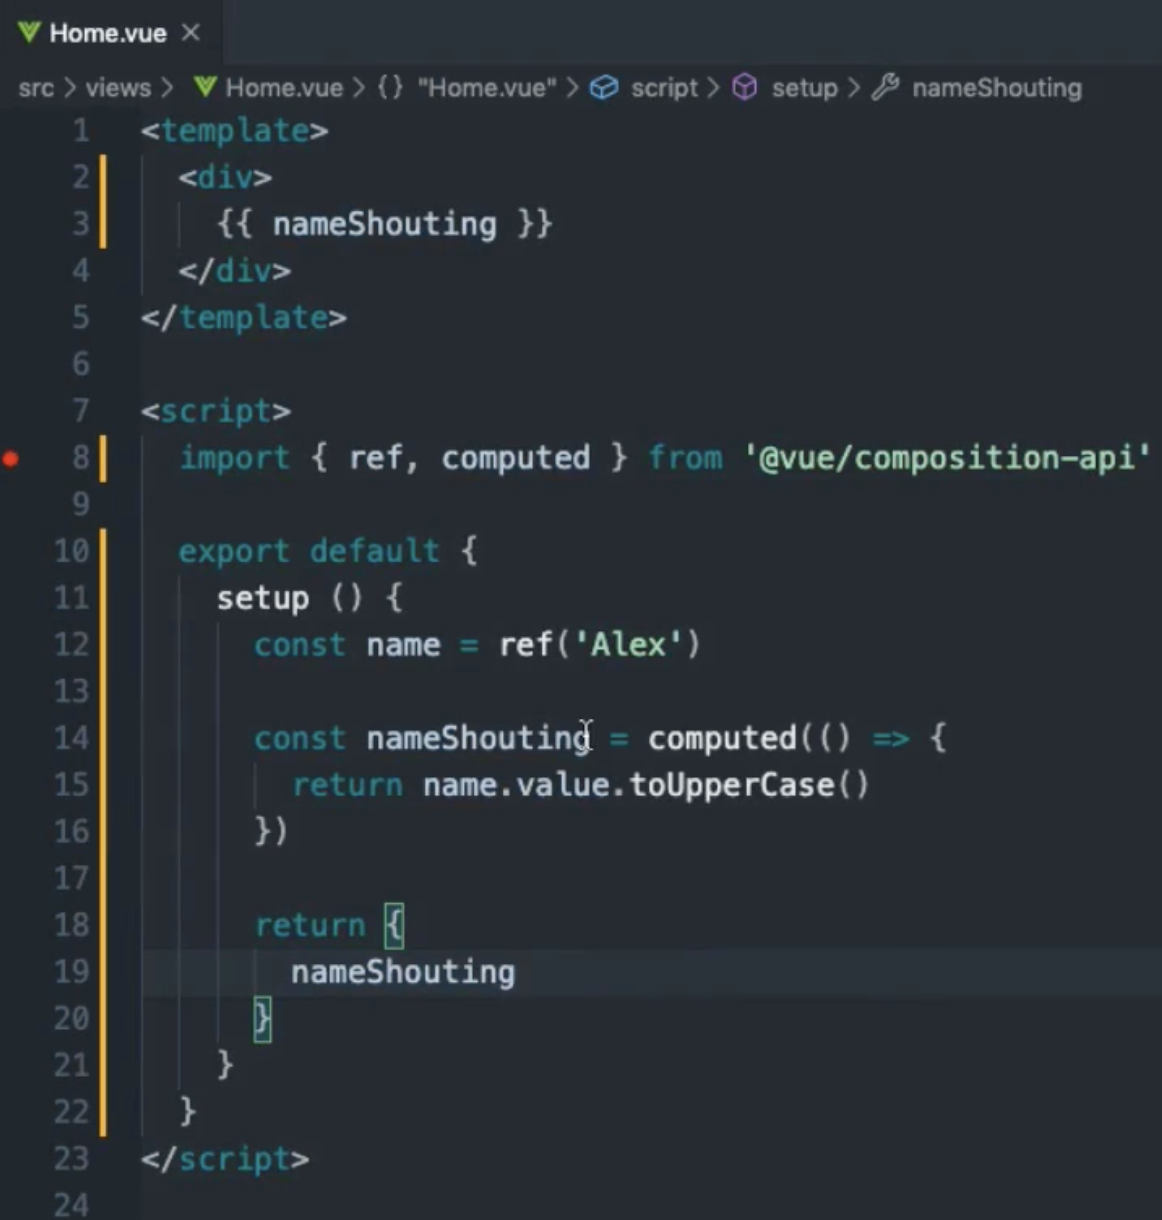 Home.vue ×
src > views > Home.vue > {} "Home.vue" > script > setup > nameShouting
1 <template>
2 <div>
3 {{ nameShouting }}
4 </div>
5 </template>
6
7 <script>
8 import { ref, computed } from '@vue/composition-api'
9
10 export default {
11 setup () {
12 const name = ref('Alex')
13
14 const nameShouting = computed(() => {
15 return name.value.toUpperCase()
16 })
17
18 return {
19 nameShouting
20 }
21 }
22 }
23 </script>
24